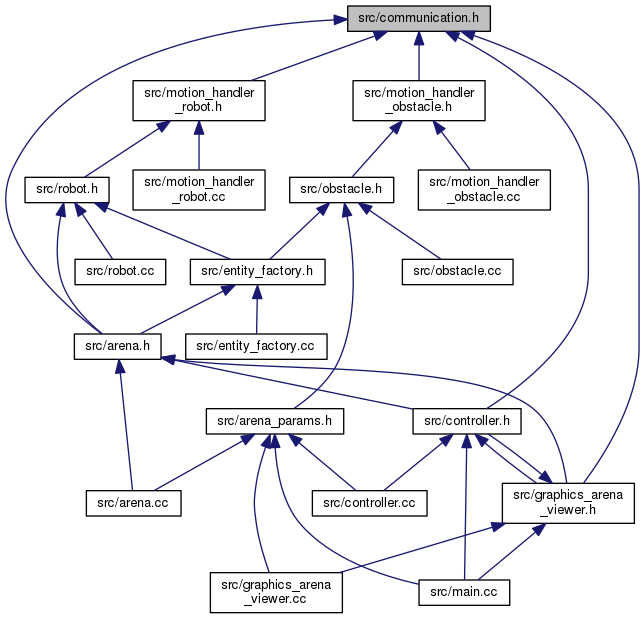 src/communication.h
src/motion_handler
_robot.h
src/motion_handler
_obstacle.h
src/robot.h
src/motion_handler
_robot.cc
src/obstacle.h
src/motion_handler
_obstacle.cc
src/robot.cc
src/entity_factory.h
src/obstacle.cc
src/arena.h
src/entity_factory.cc
src/arena_params.h
src/controller.h
src/arena.cc
src/controller.cc
src/graphics_arena
_viewer.h
src/graphics_arena
_viewer.cc
src/main.cc